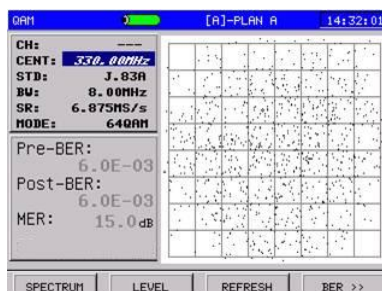 QAM [A]-PLAN A 14:32:01
CH: ---
CENT: 330.00MHz
STD: J.83A
BW: 8.00MHz
SR: 6.875MS/s
MODE: 64QAM
Pre-BER:
6.0E-03
Post-BER:
6.0E-03
MER: 15.0dB
SPECTRUM LEVEL REFRESH BER >>